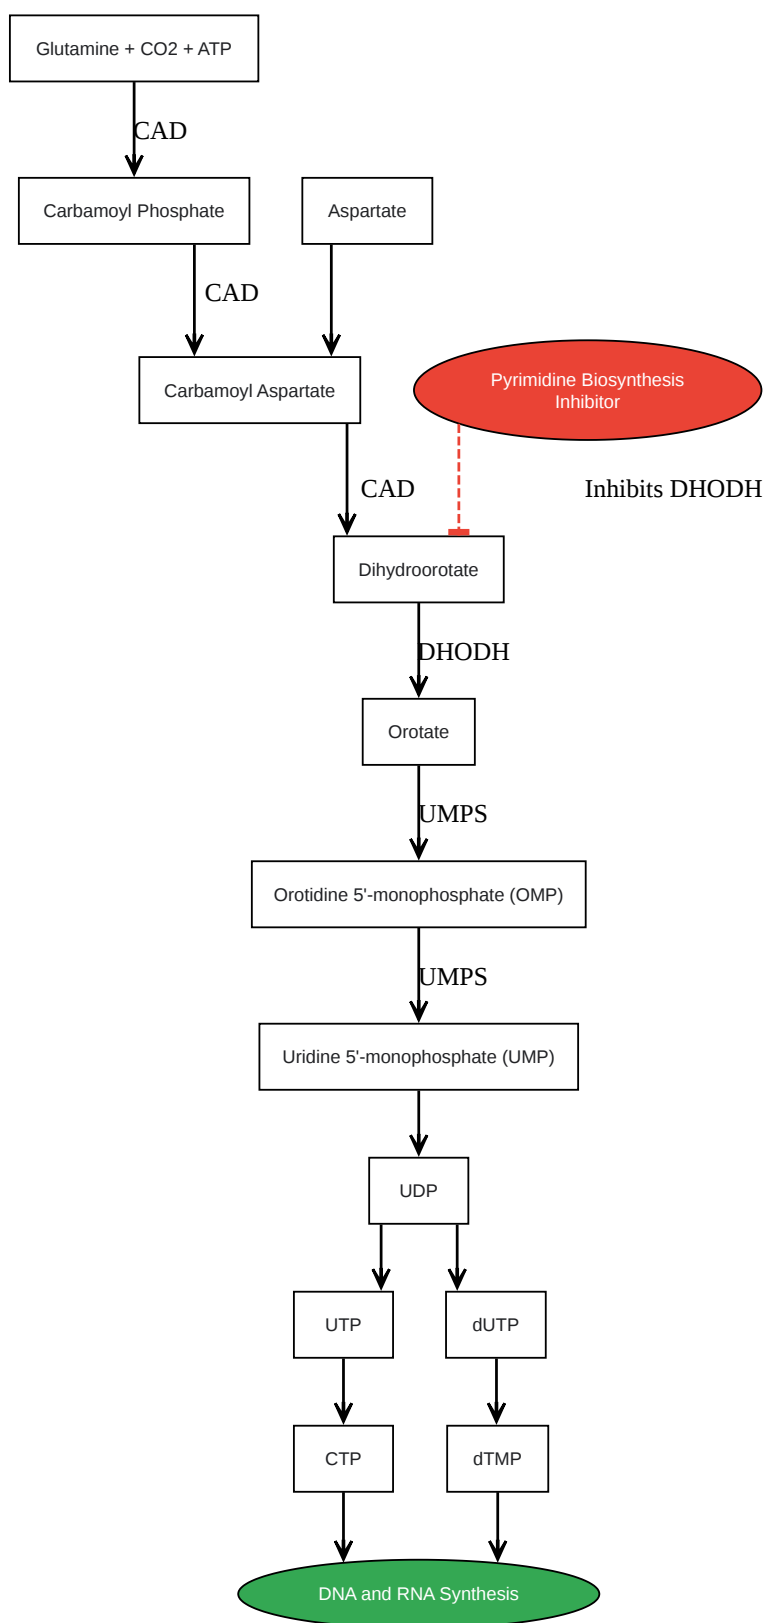 Glutamine + CO2 + ATP
CAD
Carbamoyl Phosphate
Aspartate
CAD
Carbamoyl Aspartate
Pyrimidine Biosynthesis
Inhibitor
CAD
Inhibits DHODH
Dihydroorotate
DHODH
Orotate
UMPS
Orotidine 5'-monophosphate (OMP)
UMPS
Uridine 5'-monophosphate (UMP)
UDP
UTP
dUTP
CTP
dTMP
DNA and RNA Synthesis